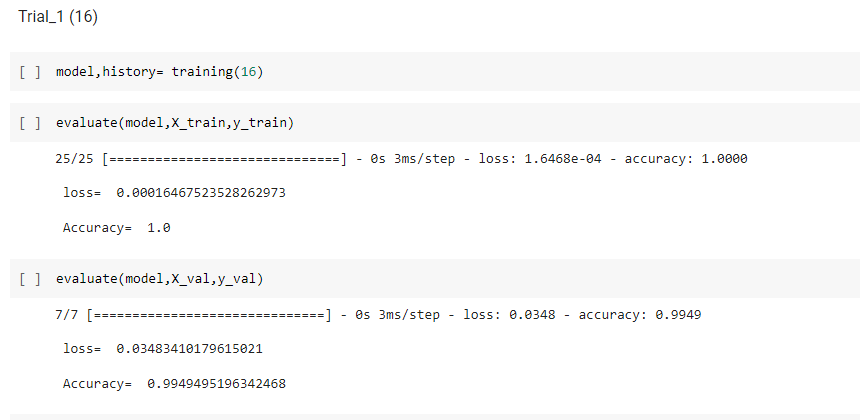 Trial_1 (16)
[ ] model,history= training(16)
[ ] evaluate(model,X_train,y_train)
25/25 [==============================] - 0s 3ms/step - loss: 1.6468e-04 - accuracy: 1.0000
loss= 0.00016467523528262973
Accuracy= 1.0
[ ] evaluate(model,X_val,y_val)
7/7 [==============================] - 0s 3ms/step - loss: 0.0348 - accuracy: 0.9949
loss= 0.03483410179615021
Accuracy= 0.9949495196342468